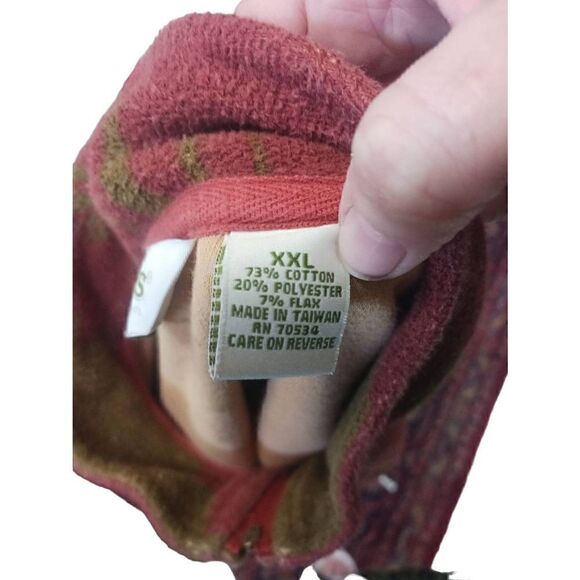 XXL
73% COTTON
20% POLYESTER
7% FLAX
MADE IN TAIWAN
RN 70534
CARE ON REVERSE